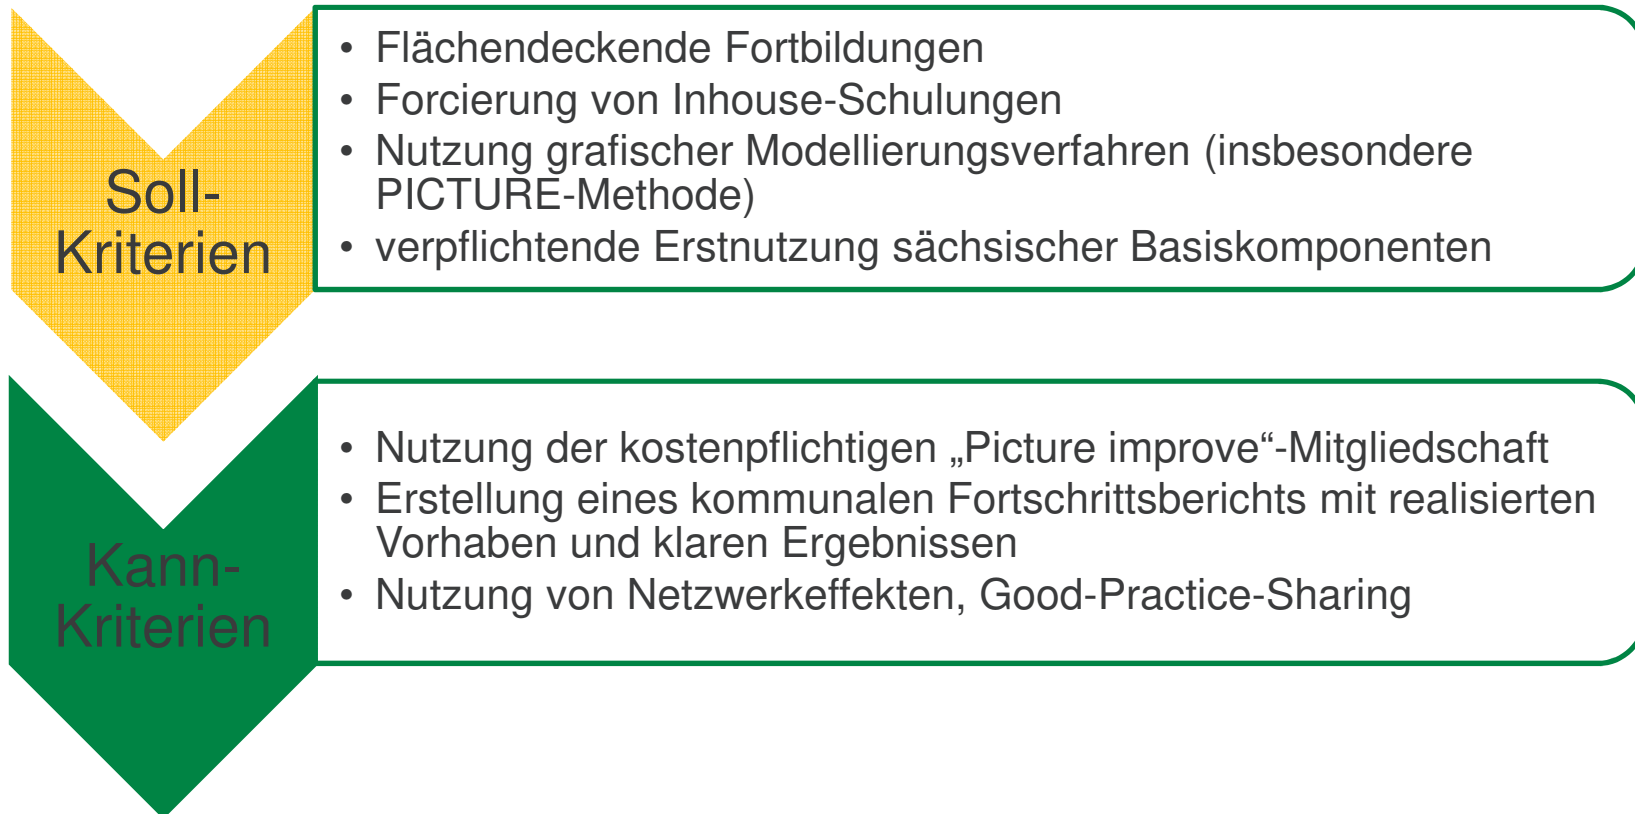 Soll-
Kriterien
• Flächendeckende Fortbildungen
• Forcierung von Inhouse-Schulungen
• Nutzung grafischer Modellierungsverfahren (insbesondere
PICTURE-Methode)
• verpflichtende Erstnutzung sächsischer Basiskomponenten
Kann-
Kriterien
• Nutzung der kostenpflichtigen „Picture improve“-Mitgliedschaft
• Erstellung eines kommunalen Fortschrittsberichts mit realisierten
Vorhaben und klaren Ergebnissen
• Nutzung von Netzwerkeffekten, Good-Practice-Sharing